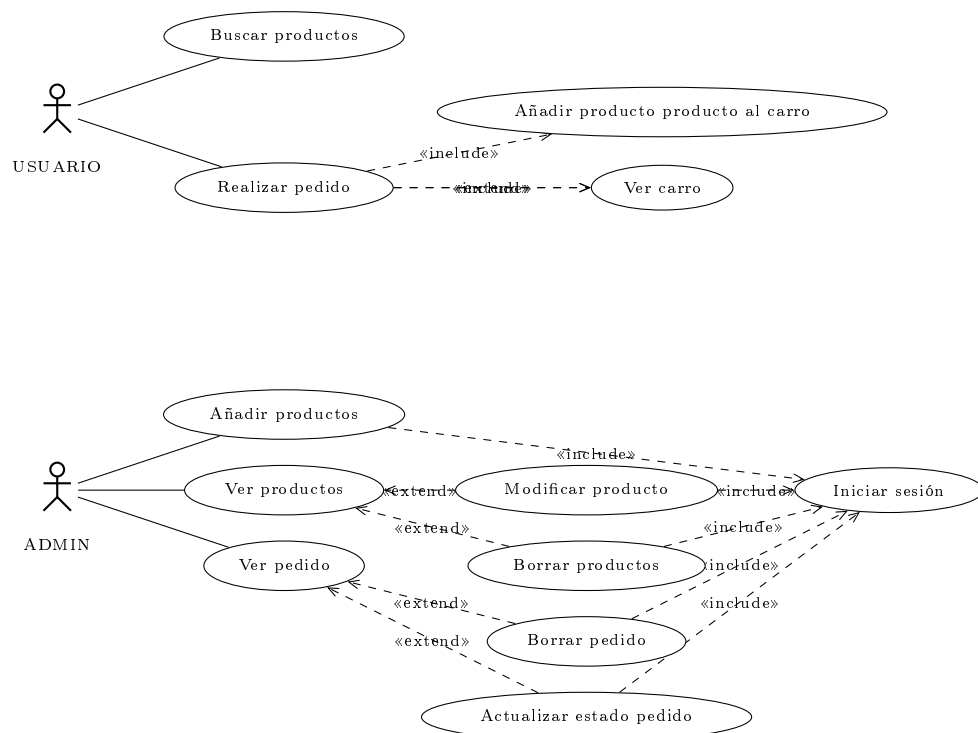 Buscar productos
Añadir producto producto al carro
«include»
USUARIO
Realizar pedido
Ver carro
Añadir productos
«include»
Ver productos
«extend»
Modificar producto
«include»
Iniciar sesión
«extend»
«include»
ADMIN
Ver pedido
Borrar productos
«include»
«extend»
«include»
Borrar pedido
«extend»
Actualizar estado pedido